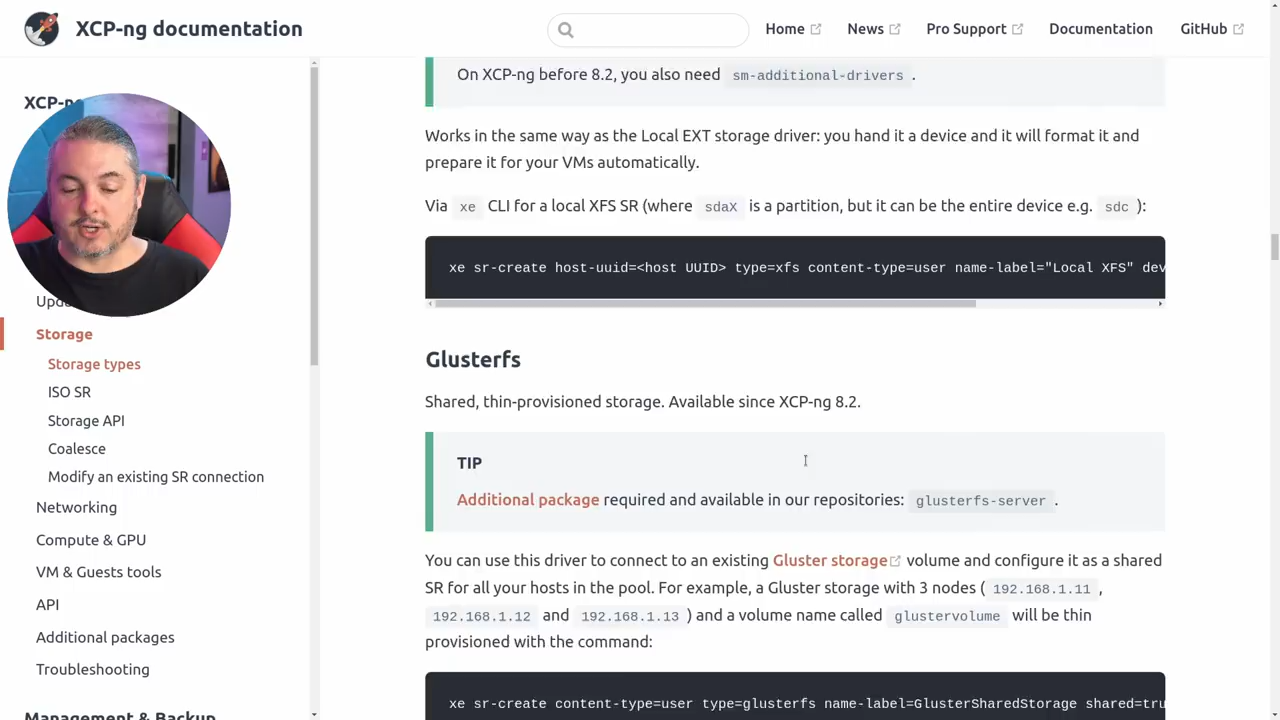 XCP-ng documentation
Home
News
Pro Support
Documentation
GitHub
XCP-ng
Storage
Storage types
ISO SR
Storage API
Coalesce
Modify an existing SR connection
Networking
Compute & GPU
VM & Guests tools
API
Additional packages
Troubleshooting
Management & Backup
On XCP-ng before 8.2, you also need sm-additional-drivers .
Works in the same way as the Local EXT storage driver: you hand it a device and it will format it and
prepare it for your VMs automatically.
Via xe CLI for a local XFS SR (where sdaX is a partition, but it can be the entire device e.g. sdc ):
xe sr-create host-uuid=<host UUID> type=xfs content-type=user name-label="Local XFS" dev
Glusterfs
Shared, thin-provisioned storage. Available since XCP-ng 8.2.
TIP
Additional package required and available in our repositories: glusterfs-server .
You can use this driver to connect to an existing Gluster storage volume and configure it as a shared
SR for all your hosts in the pool. For example, a Gluster storage with 3 nodes ( 192.168.1.11 ,
192.168.1.12 and 192.168.1.13 ) and a volume name called glustervolume will be thin
provisioned with the command:
xe sr-create content-type=user type=glusterfs name-label=GlusterSharedStorage shared=tru